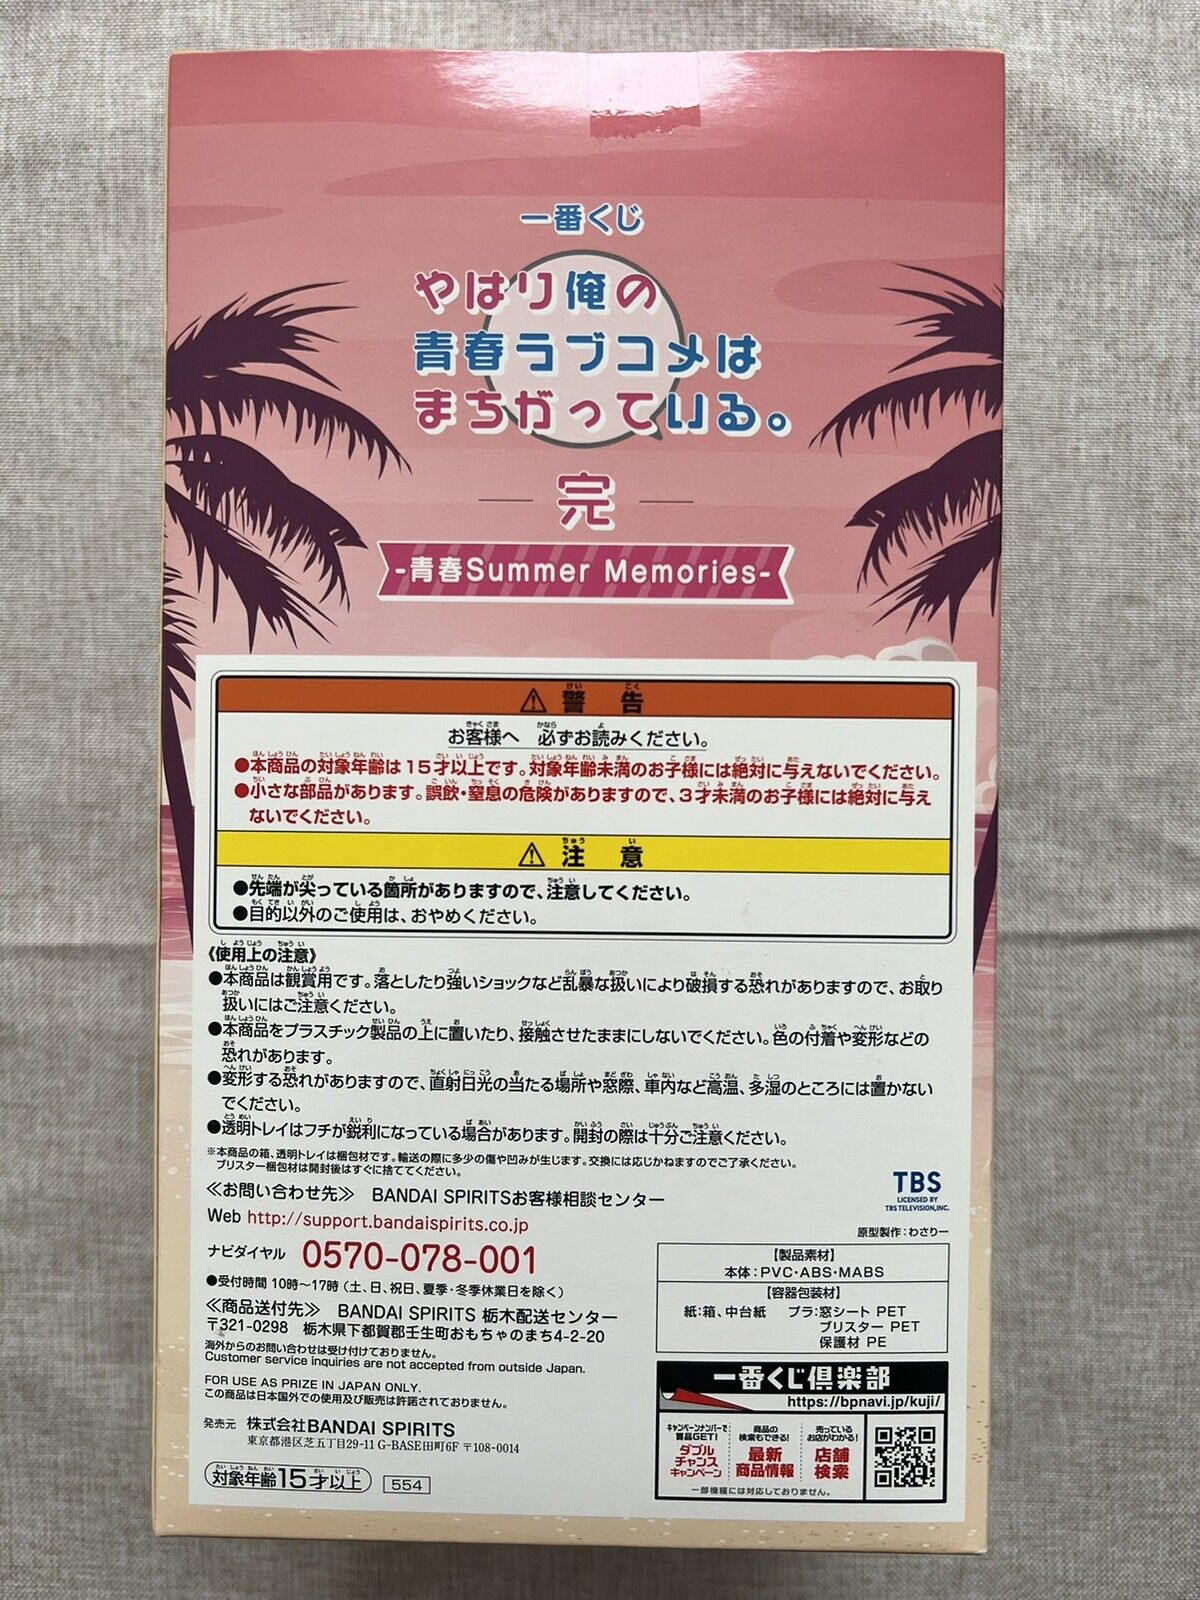 一番くじ
やはり俺の
青春ラブコメは
まちがっている。
完
-青春Summer Memories-
⚠警告
お客様へ 必ずお読みください。
●本商品の対象年齢は15才以上です。対象年齢未満のお子様には絶対に与えないでください。
●小さな部品があります。誤飲・窒息の危険がありますので、3才未満のお子様には絶対に与え
ないでください。
⚠注意
●先端が尖っている箇所がありますので、注意してください。
●目的以外のご使用は、おやめください。
《使用上の注意》
●本商品は観賞用です。落としたり強いショックなど乱暴な扱いにより破損する恐れがありますので、お取り
扱いにはご注意ください。
●本商品をプラスチック製品の上に置いたり、接触させたままにしないでください。色の付着や変形などの
恐れがあります。
●変形する恐れがありますので、直射日光の当たる場所や窓際、車内など高温、多湿のところには置かない
でください。
●透明トレイはフチが鋭利になっている場合があります。開封の際は十分ご注意ください。
※本商品の箱、透明トレイは梱包材です。輸送の際に多少の傷や凹みが生じます。交換には応じかねますのでご了承ください。
ブリスター梱包材は開封後はすぐに捨ててください。
≪お問い合わせ先≫ BANDAI SPIRITSお客様相談センター
Web http://support.bandaispirits.co.jp
ナビダイヤル 0570-078-001
●受付時間 10時～17時（土、日、祝日、夏季・冬季休業日を除く）
≪商品送付先≫ BANDAI SPIRITS 栃木配送センター
〒321-0298 栃木県下都賀郡壬生町おもちゃのまち4-2-20
海外からのお問い合わせは受け付けておりません。
Customer service inquiries are not accepted from outside Japan.
FOR USE AS PRIZE IN JAPAN ONLY.
この商品は日本国外での使用及び販売は許諾されておりません。
発売元 株式会社BANDAI SPIRITS
東京都港区芝五丁目29-11 G-BASE田町6F 〒108-0014
対象年齢15才以上
554
TBS
LICENSED BY
TBS TELEVISION,INC.
原型製作：わさりー
【製品素材】
本体：PVC・ABS・MABS
【容器包装材】
紙：箱、中台紙 プラ：窓シート PET
ブリスター PET
保護材 PE
一番くじ倶楽部
https://bpnavi.jp/kuji/
キャンペーンナンバーで
賞品GET!
ダブル
チャンス
キャンペーン
商品の
検索もできる!
最新
商品情報
売っている
お店がわかる!
店舗
検索
一部機種には対応しておりません。